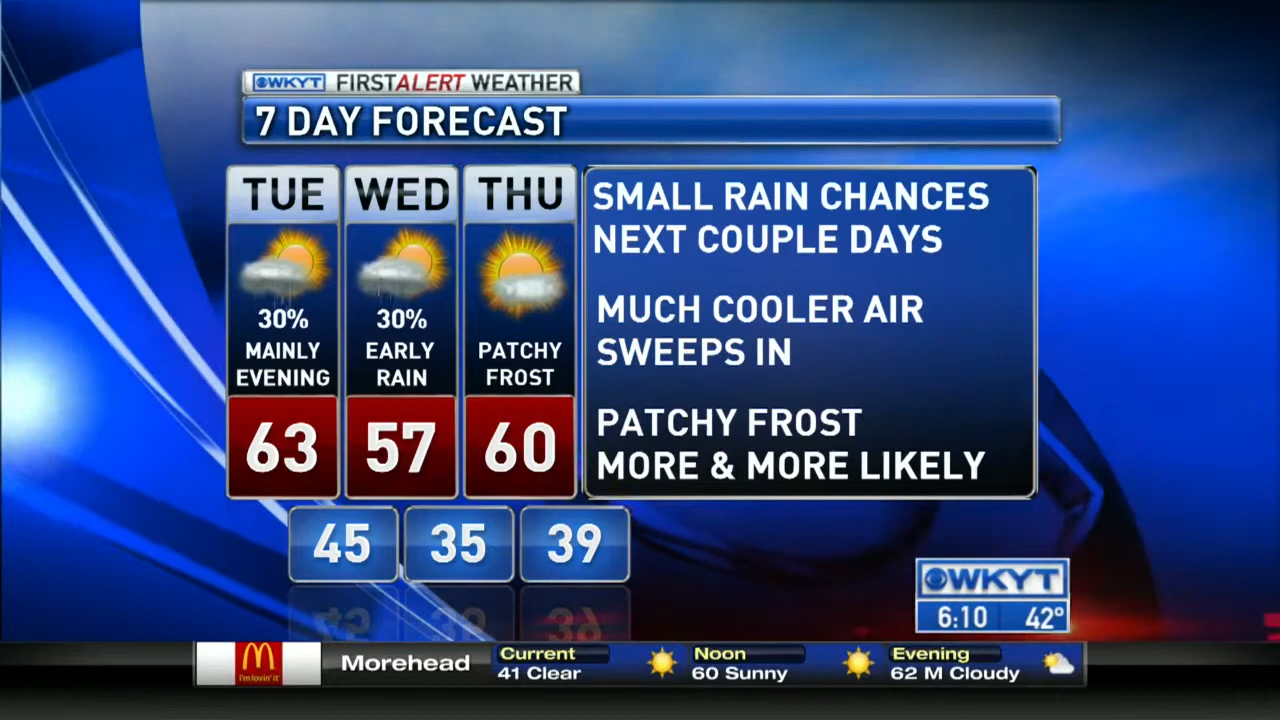 WKYT FIRST ALERT WEATHER
7 DAY FORECAST
TUE WED THU
30% 30%
MAINLY EVENING
EARLY RAIN
PATCHY FROST
63 57 60
45 35 39
SMALL RAIN CHANCES
NEXT COUPLE DAYS
MUCH COOLER AIR
SWEEPS IN
PATCHY FROST
MORE & MORE LIKELY
WKYT
6:10 42°
i'm lovin' it
Morehead
Current
41 Clear
Noon
60 Sunny
Evening
62 M Cloudy